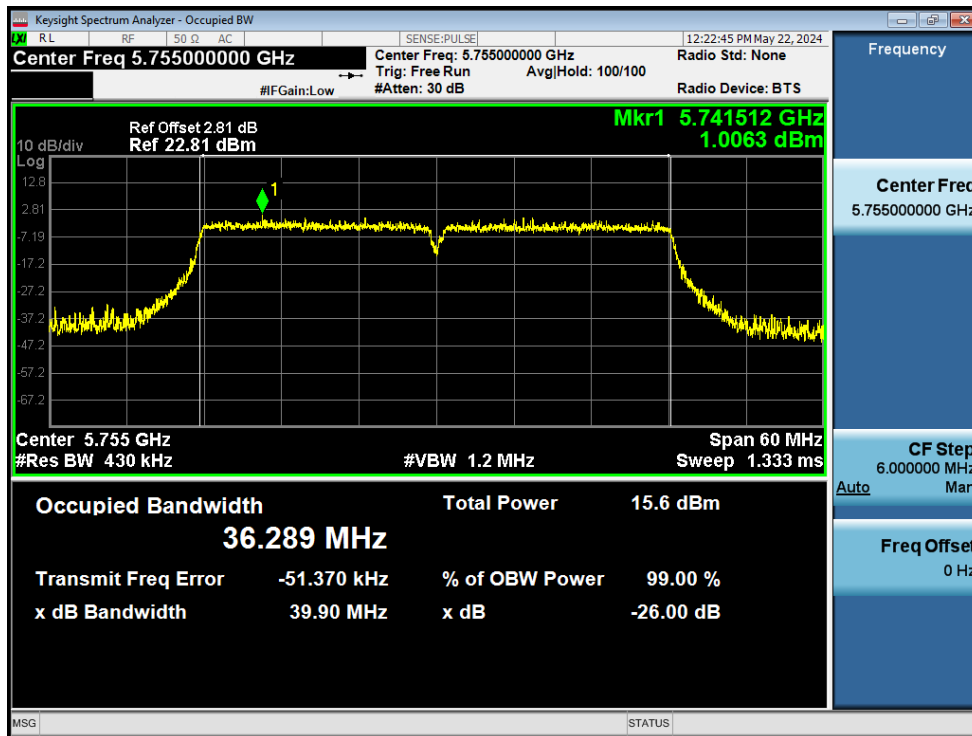 Keysight Spectrum Analyzer - Occupied BW
LXI RL RF 50 Ω AC SENSE:PULSE 12:22:45 PM May 22, 2024
Center Freq 5.755000000 GHz
Center Freq: 5.755000000 GHz Radio Std: None
Trig: Free Run Avg|Hold: 100/100
#IFGain:Low #Atten: 30 dB Radio Device: BTS
Mkr1 5.741512 GHz
1.0063 dBm
Ref Offset 2.81 dB
10 dB/div Ref 22.81 dBm
Log
12.8
2.81
-7.19
-17.2
-27.2
-37.2
-47.2
-57.2
-67.2
1
Center 5.755 GHz Span 60 MHz
#Res BW 430 kHz #VBW 1.2 MHz Sweep 1.333 ms
Occupied Bandwidth Total Power 15.6 dBm
36.289 MHz
Transmit Freq Error -51.370 kHz % of OBW Power 99.00 %
x dB Bandwidth 39.90 MHz x dB -26.00 dB
MSG STATUS
Frequency
Center Freq
5.755000000 GHz
CF Step
6.000000 MHz
Auto Man
Freq Offset
0 Hz